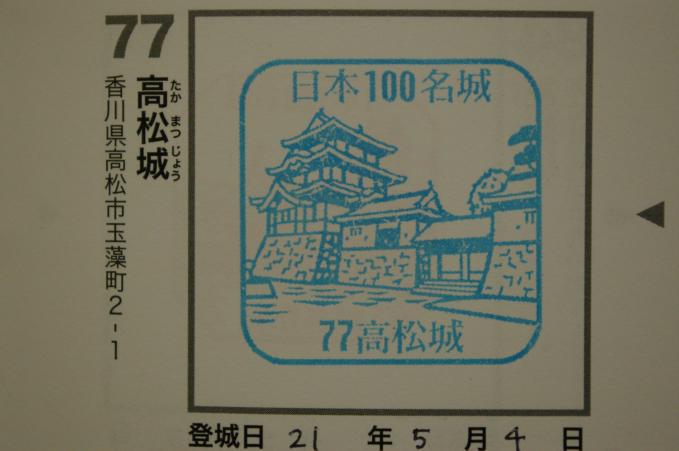 77
高松城
たかまつじょう
香川県高松市玉藻町2-1
日本100名城
77高松城
登城日 21 年 5 月 4 日